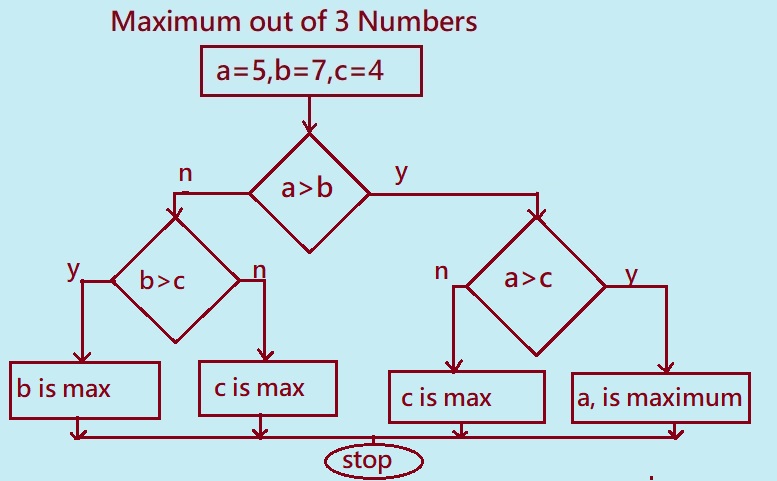 Maximum out of 3 Numbers
a=5,b=7,c=4
a>b
n
y
b>c
y
n
a>c
n
y
b is max
c is max
c is max
a, is maximum
stop